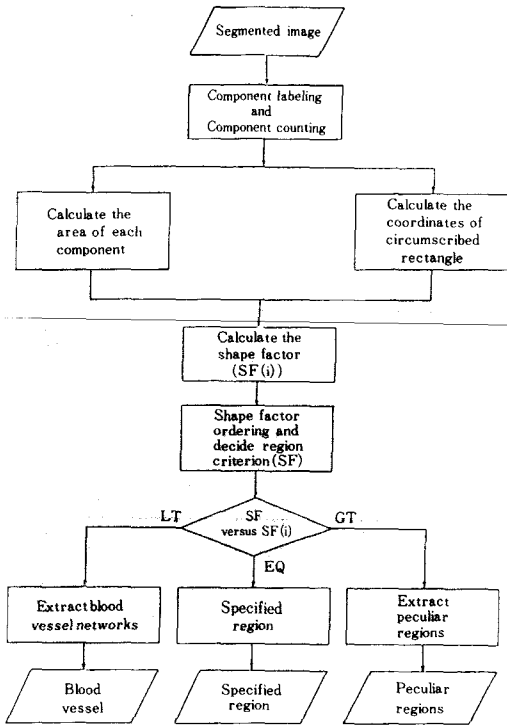 Segmented image
Component labeling
and
Component counting
Calculate the
area of each
component
Calculate the
coordinates of
circumscribed
rectangle
Calculate the
shape factor
(SF(i))
Shape factor
ordering and
decide region
criterion(SF)
LT
SF
versus SF(i)
GT
EQ
Extract blood
vessel networks
Specified
region
Extract
peculiar
regions
Blood
vessel
Specified
region
Peculiar
regions